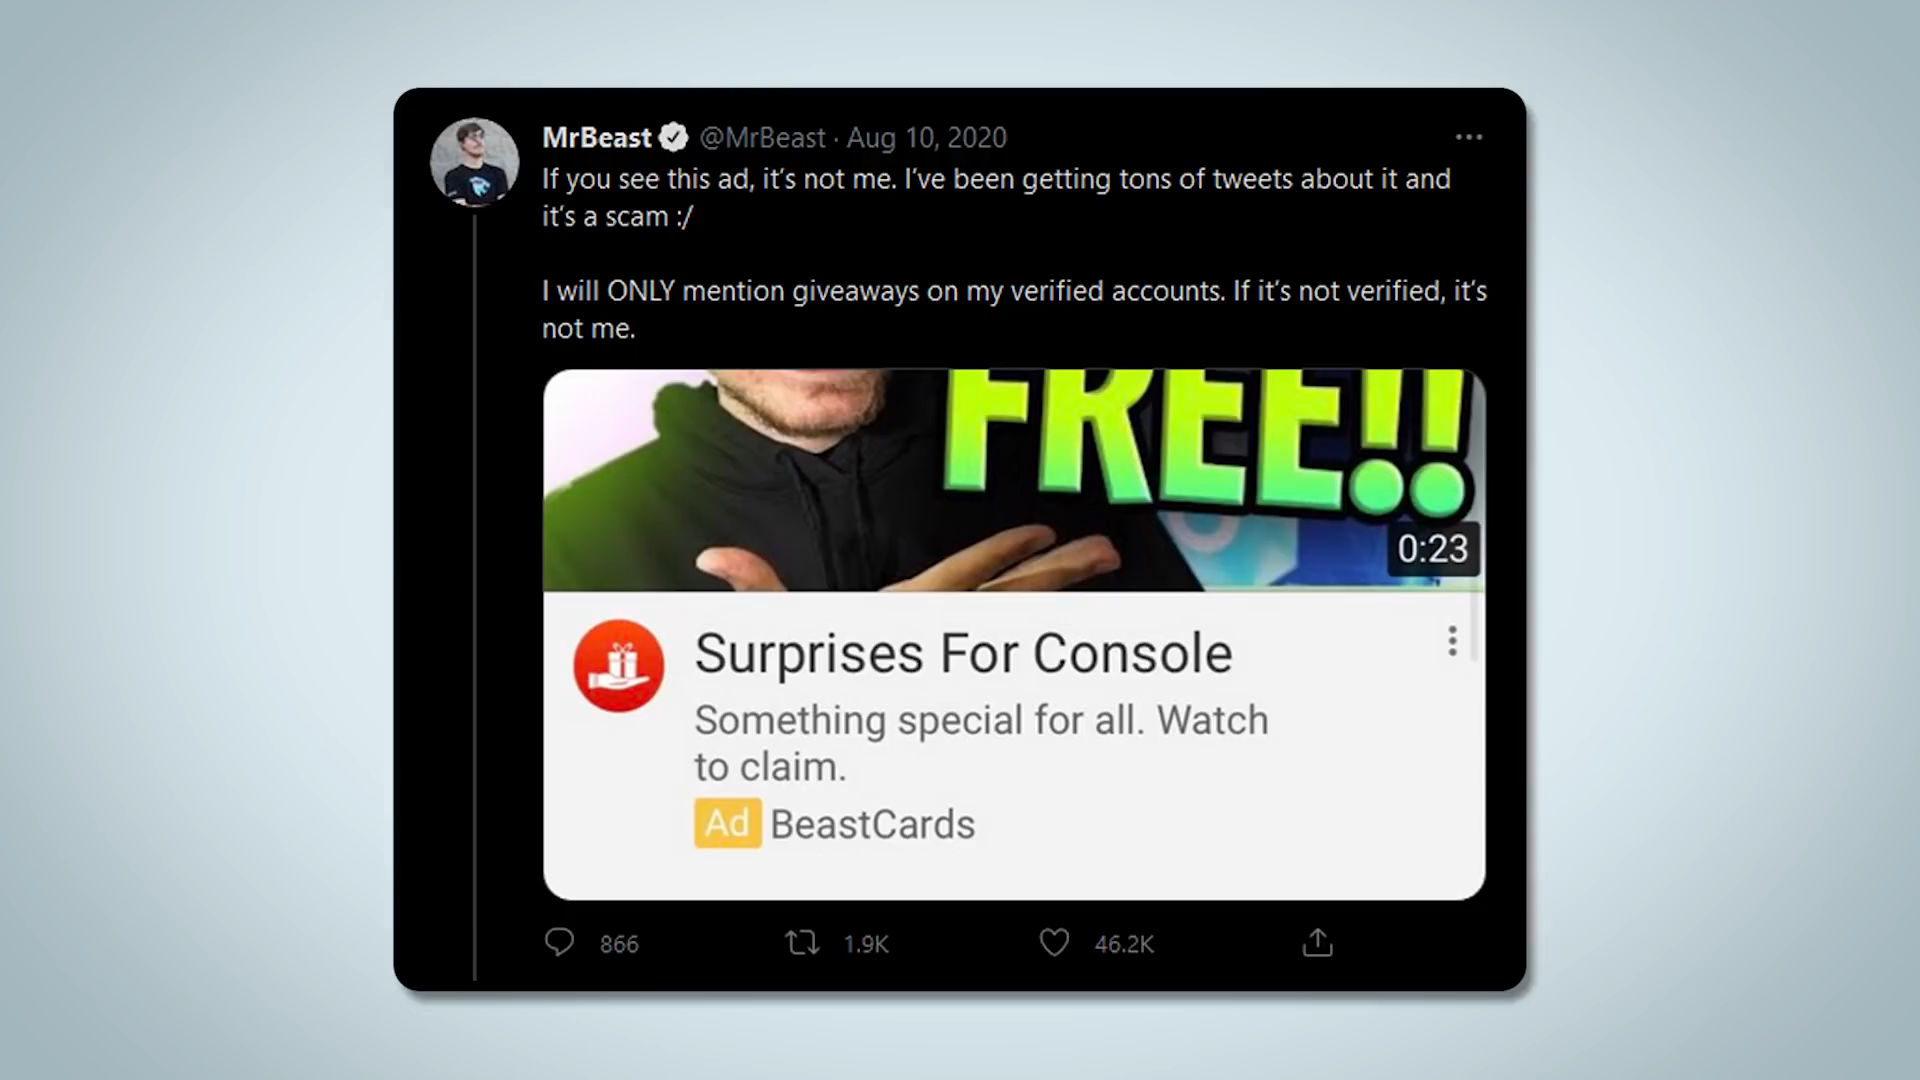 MrBeast @MrBeast · Aug 10, 2020
If you see this ad, it's not me. I've been getting tons of tweets about it and
it's a scam :/
I will ONLY mention giveaways on my verified accounts. If it's not verified, it's
not me.
FREE!!
0:23
Surprises For Console
Something special for all. Watch
to claim.
Ad BeastCards
866 1.9K 46.2K